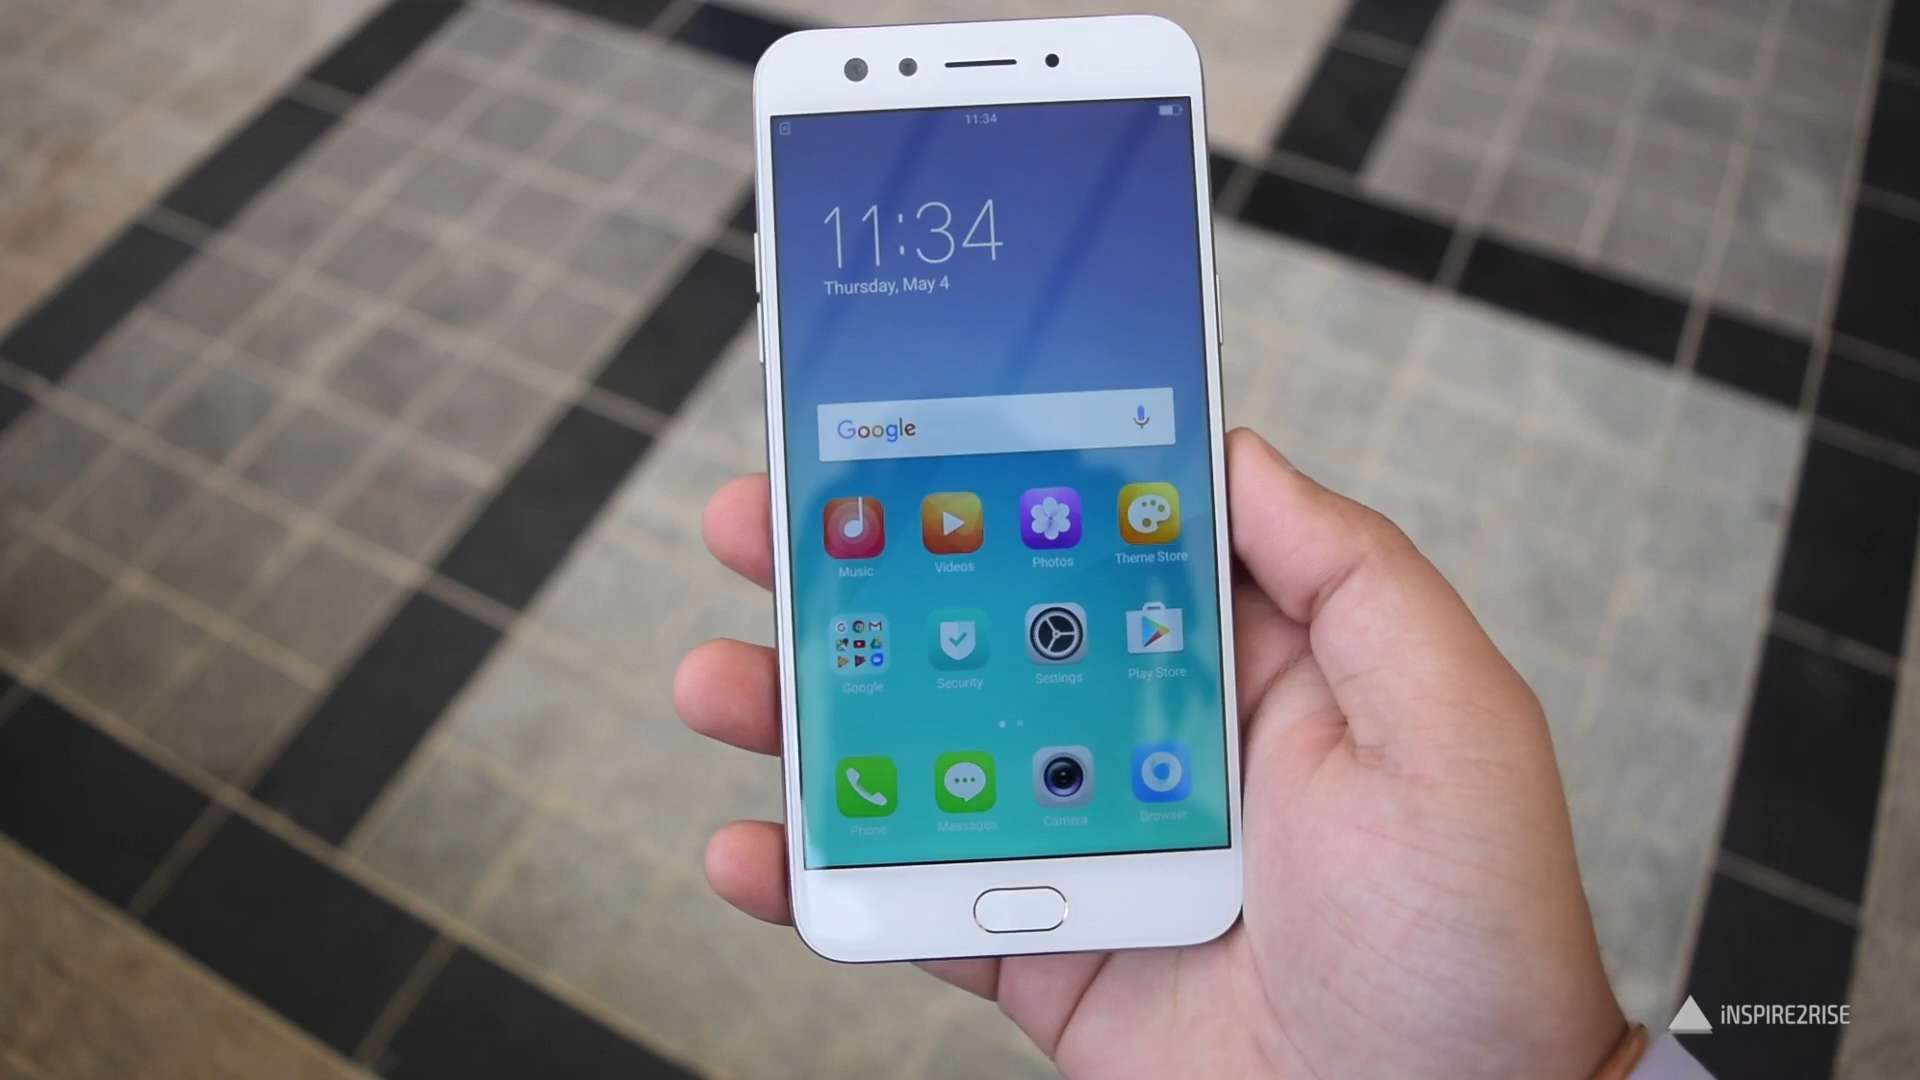 11:34
11:34
Thursday, May 4
Google
Music Videos Photos Theme Store
Google Security Settings Play Store
Phone Messages Camera Browser
iNSPIRE2RISE